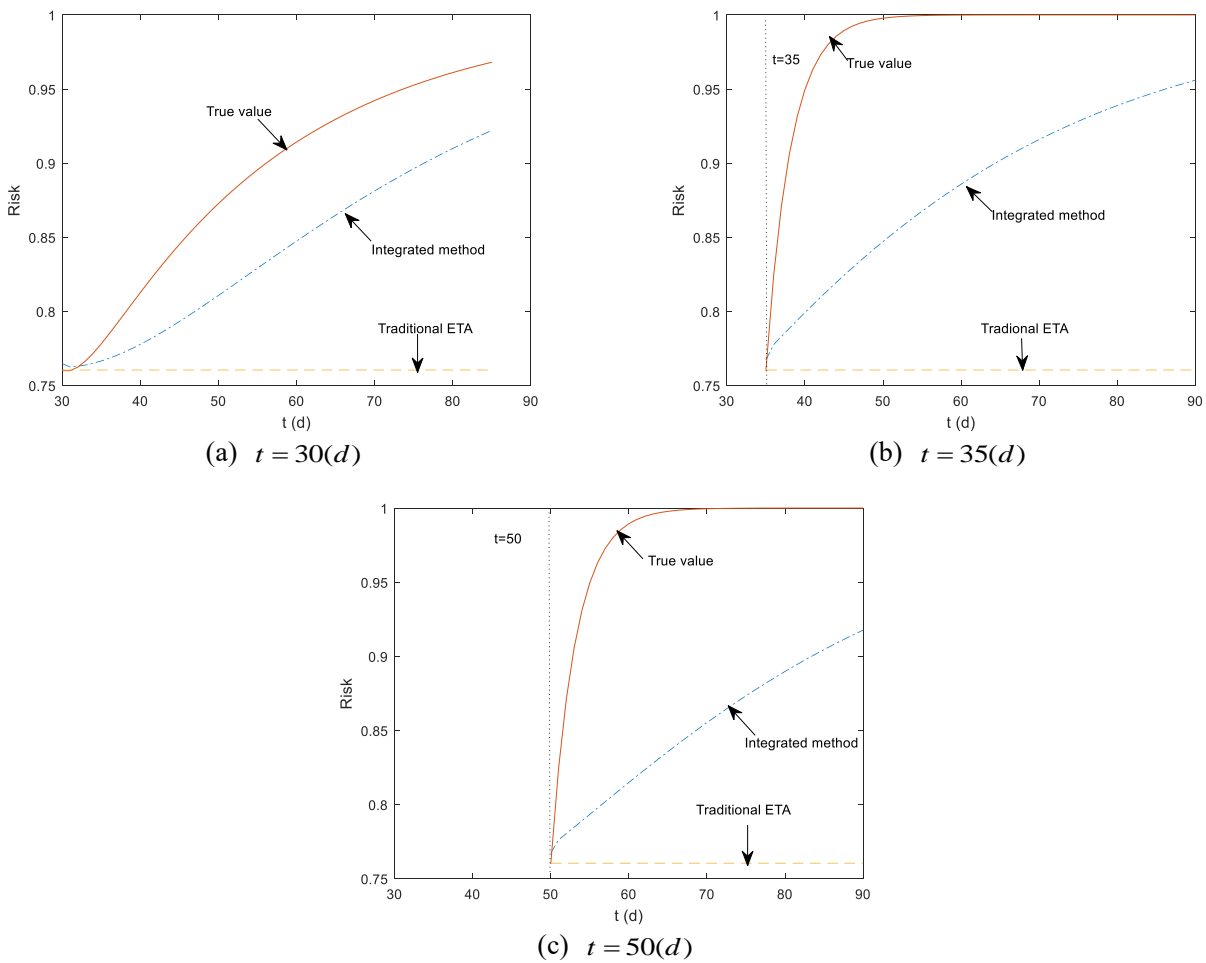 1
0.95
0.9
0.85
0.8
0.75
Risk
True value
Integrated method
Traditional ETA
30 40 50 60 70 80 90
t (d)
(a) t = 30(d)
1
0.95
0.9
0.85
0.8
0.75
Risk
t=35
True value
Integrated method
Tradional ETA
30 40 50 60 70 80 90
t (d)
(b) t = 35(d)
1
0.95
0.9
0.85
0.8
0.75
Risk
t=50
True value
Integrated method
Traditional ETA
30 40 50 60 70 80 90
t (d)
(c) t = 50(d)